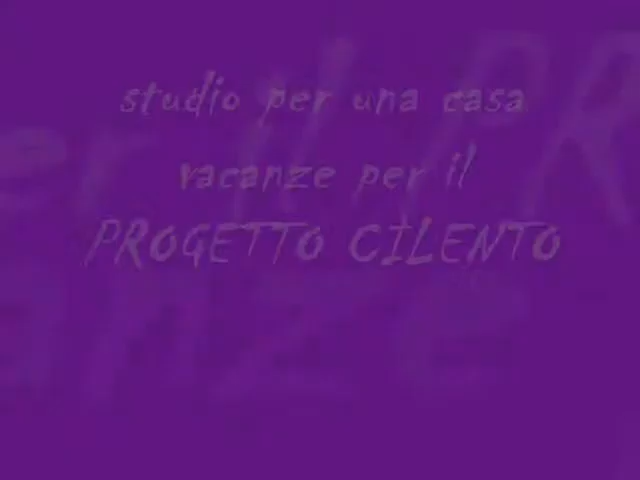 studio per una casa
vacanze per il
PROGETTO CILENTO